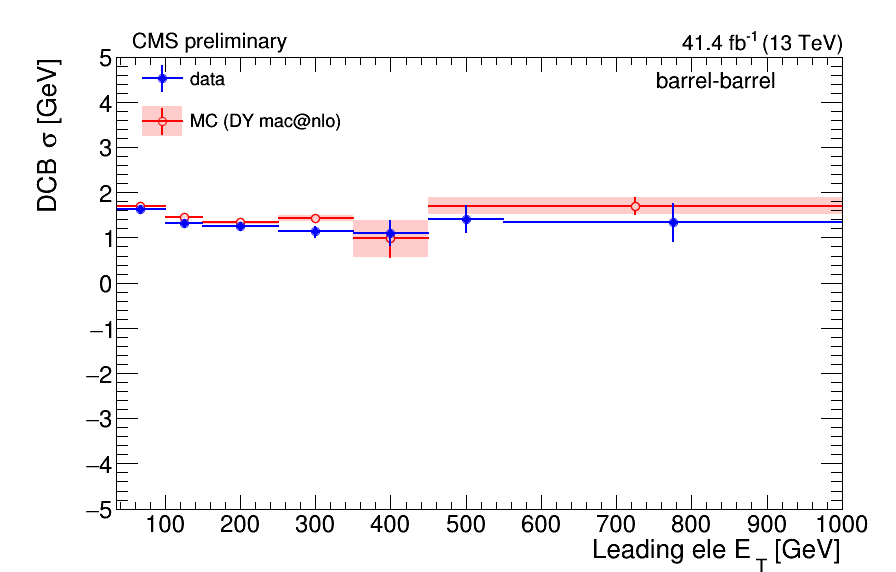 CMS preliminary
41.4 fb-1 (13 TeV)
barrel-barrel
data
MC (DY mac@nlo)
DCB σ [GeV]
5
4
3
2
1
0
−1
−2
−3
−4
−5
100 200 300 400 500 600 700 800 900 1000
Leading ele ET [GeV]